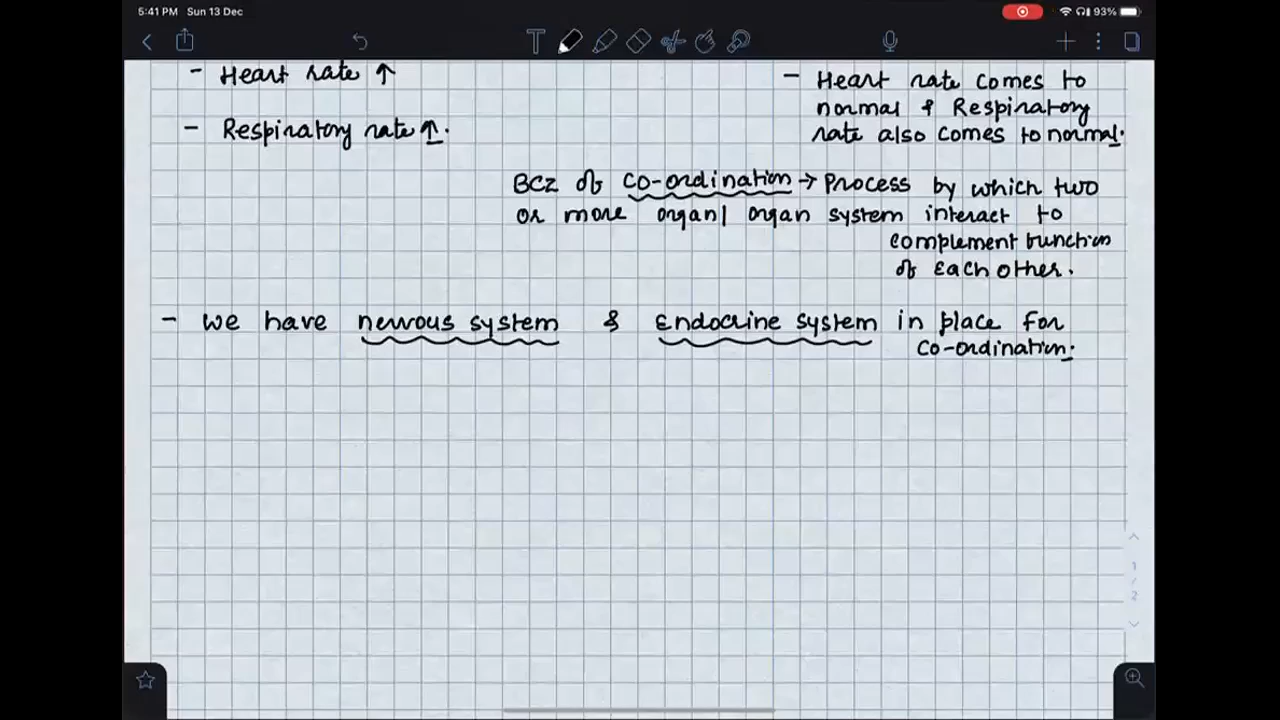 5:41 PM Sun 13 Dec
93%
- Heart rate ↑
- Respiratory rate ↑.
- Heart rate comes to
normal & Respiratory
rate also comes to normal.
BCZ of co-ordination → Process by which two
or more organ/ organ system interact to
complement function
of each other.
- we have nervous system & Endocrine system in place for
co-ordination.
1
/
2